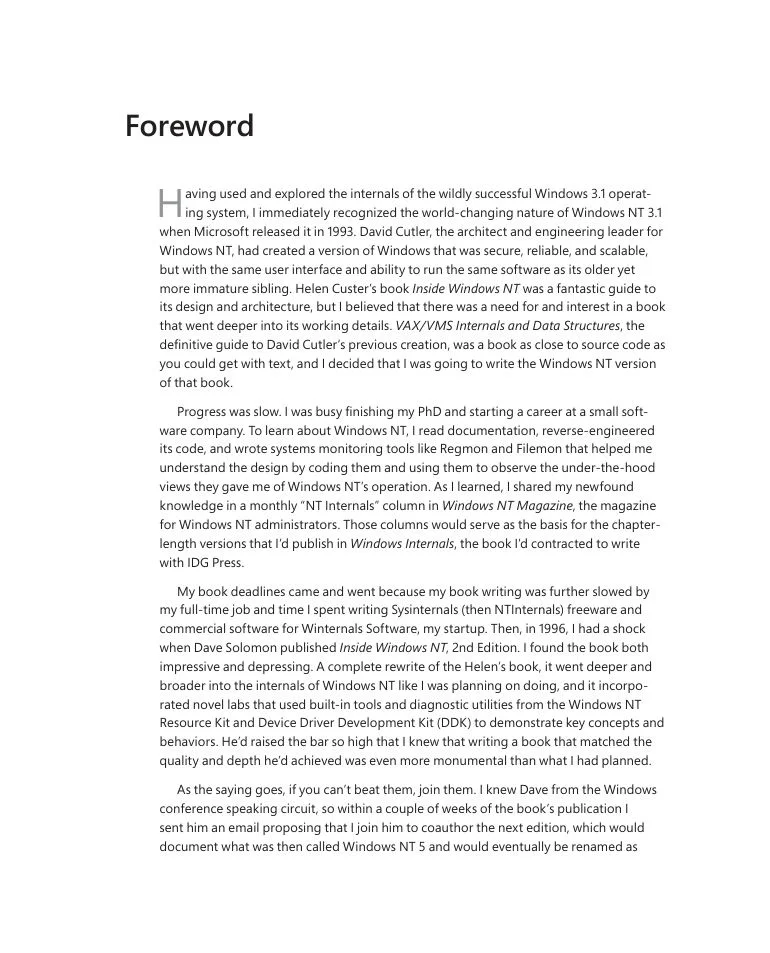 Foreword
Having used and explored the internals of the wildly successful Windows 3.1 operat-
ing system, I immediately recognized the world-changing nature of Windows NT 3.1
when Microsoft released it in 1993. David Cutler, the architect and engineering leader for
Windows NT, had created a version of Windows that was secure, reliable, and scalable,
but with the same user interface and ability to run the same software as its older yet
more immature sibling. Helen Custer’s book Inside Windows NT was a fantastic guide to
its design and architecture, but I believed that there was a need for and interest in a book
that went deeper into its working details. VAX/VMS Internals and Data Structures, the
definitive guide to David Cutler’s previous creation, was a book as close to source code as
you could get with text, and I decided that I was going to write the Windows NT version
of that book.
Progress was slow. I was busy finishing my PhD and starting a career at a small soft-
ware company. To learn about Windows NT, I read documentation, reverse-engineered
its code, and wrote systems monitoring tools like Regmon and Filemon that helped me
understand the design by coding them and using them to observe the under-the-hood
views they gave me of Windows NT’s operation. As I learned, I shared my newfound
knowledge in a monthly “NT Internals” column in Windows NT Magazine, the magazine
for Windows NT administrators. Those columns would serve as the basis for the chapter-
length versions that I’d publish in Windows Internals, the book I’d contracted to write
with IDG Press.
My book deadlines came and went because my book writing was further slowed by
my full-time job and time I spent writing Sysinternals (then NTInternals) freeware and
commercial software for Winternals Software, my startup. Then, in 1996, I had a shock
when Dave Solomon published Inside Windows NT, 2nd Edition. I found the book both
impressive and depressing. A complete rewrite of the Helen’s book, it went deeper and
broader into the internals of Windows NT like I was planning on doing, and it incorpo-
rated novel labs that used built-in tools and diagnostic utilities from the Windows NT
Resource Kit and Device Driver Development Kit (DDK) to demonstrate key concepts and
behaviors. He’d raised the bar so high that I knew that writing a book that matched the
quality and depth he’d achieved was even more monumental than what I had planned.
As the saying goes, if you can’t beat them, join them. I knew Dave from the Windows
conference speaking circuit, so within a couple of weeks of the book’s publication I
sent him an email proposing that I join him to coauthor the next edition, which would
document what was then called Windows NT 5 and would eventually be renamed as